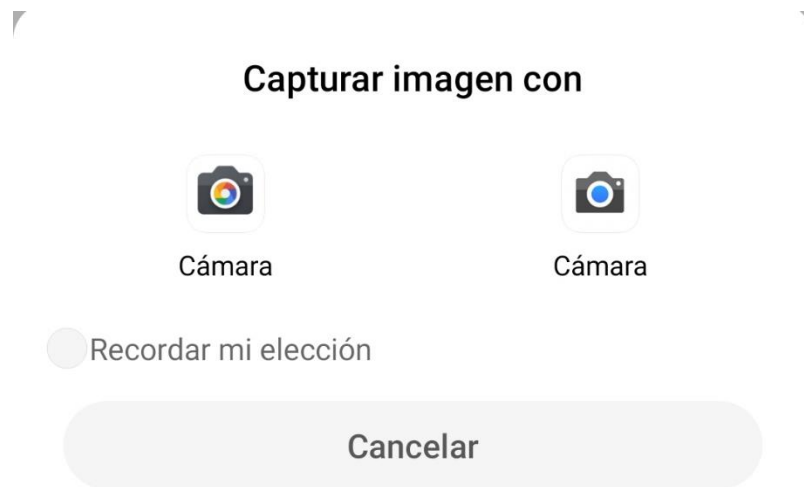 Capturar imagen con
Cámara
Cámara
Recordar mi elección
Cancelar